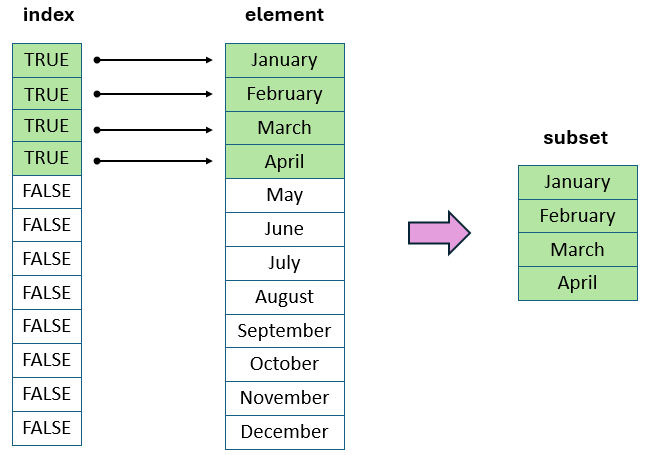 index
element
TRUE
January
TRUE
February
TRUE
March
TRUE
April
FALSE
May
FALSE
June
FALSE
July
FALSE
August
FALSE
September
FALSE
October
FALSE
November
FALSE
December
subset
January
February
March
April